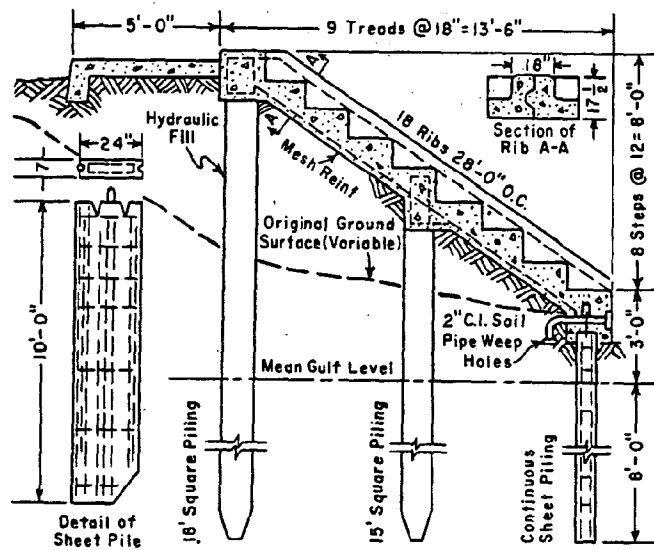 5'-0"
9 Treads @ 18"=13'-6"
18"
17 1/2
Section of
Rib A-A
A
A
Hydraulic
Fill
24"
7"
Mesh Reinf
18 Ribs 28'-0" O.C.
8 Steps @ 12=8'-0"
Original Ground
Surface (Variable)
10'-0"
2" C.I. Soil
Pipe Weep
Holes
3'-0"
Mean Gulf Level
18' Square Piling
15' Square Piling
Continuous
Sheet Piling
8'-0"
Detail of
Sheet Pile